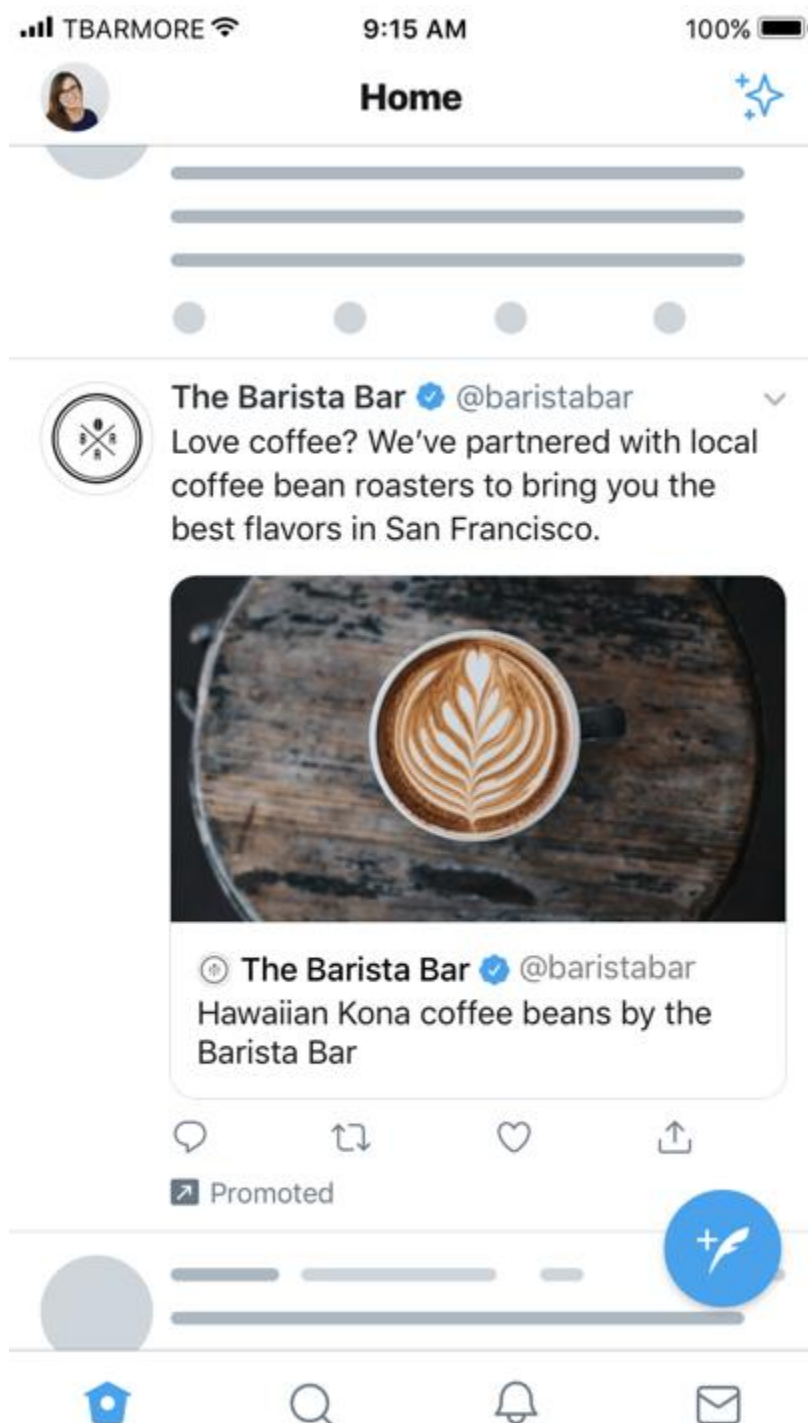 TBARMORE 9:15 AM 100%
Home
The Barista Bar @baristabar
Love coffee? We’ve partnered with local
coffee bean roasters to bring you the
best flavors in San Francisco.
B A R
R
The Barista Bar @baristabar
Hawaiian Kona coffee beans by the
Barista Bar
Promoted